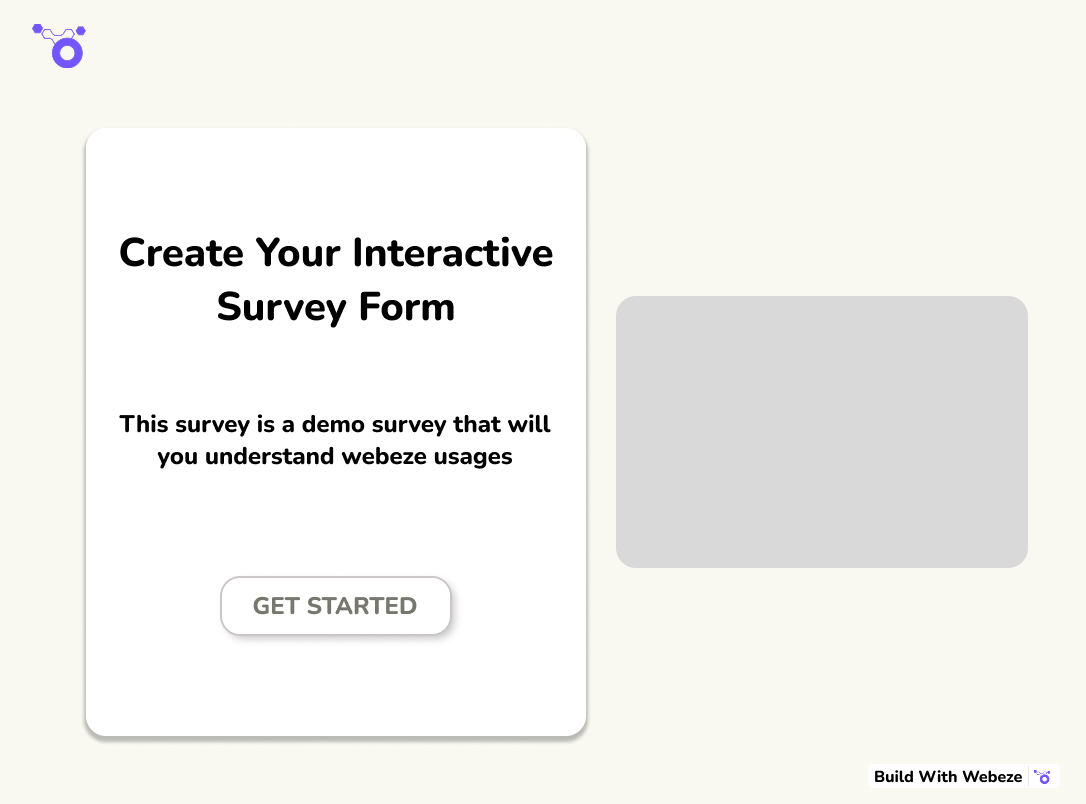 Create Your Interactive
Survey Form
This survey is a demo survey that will
you understand webeze usages
GET STARTED
Build With Webeze